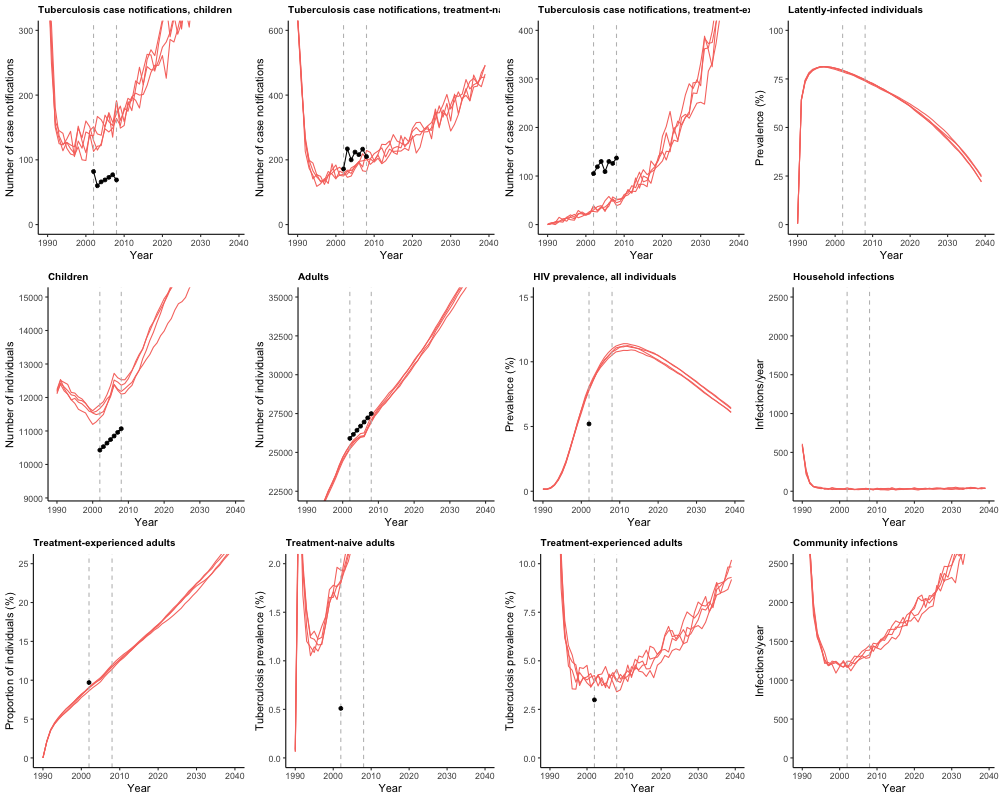 Tuberculosis case notifications, children
Number of case notifications
300
200
100
0
1990 2000 2010 2020 2030 2040
Year
Tuberculosis case notifications, treatment-na
Number of case notifications
600
400
200
0
1990 2000 2010 2020 2030 2040
Year
Tuberculosis case notifications, treatment-ex
Number of case notifications
400
300
200
100
0
1990 2000 2010 2020 2030 2040
Year
Latently-infected individuals
Prevalence (%)
100
75
50
25
0
1990 2000 2010 2020 2030 2040
Year
Children
Number of individuals
15000
14000
13000
12000
11000
10000
9000
1990 2000 2010 2020 2030 2040
Year
Adults
Number of individuals
35000
32500
30000
27500
25000
22500
1990 2000 2010 2020 2030 2040
Year
HIV prevalence, all individuals
Prevalence (%)
15
10
5
0
1990 2000 2010 2020 2030 2040
Year
Household infections
Infections/year
2500
2000
1500
1000
500
0
1990 2000 2010 2020 2030 2040
Year
Treatment-experienced adults
Proportion of individuals (%)
25
20
15
10
5
0
1990 2000 2010 2020 2030 2040
Year
Treatment-naive adults
Tuberculosis prevalence (%)
2.0
1.5
1.0
0.5
0.0
1990 2000 2010 2020 2030 2040
Year
Treatment-experienced adults
Tuberculosis prevalence (%)
10.0
7.5
5.0
2.5
0.0
1990 2000 2010 2020 2030 2040
Year
Community infections
Infections/year
2500
2000
1500
1000
500
0
1990 2000 2010 2020 2030 2040
Year